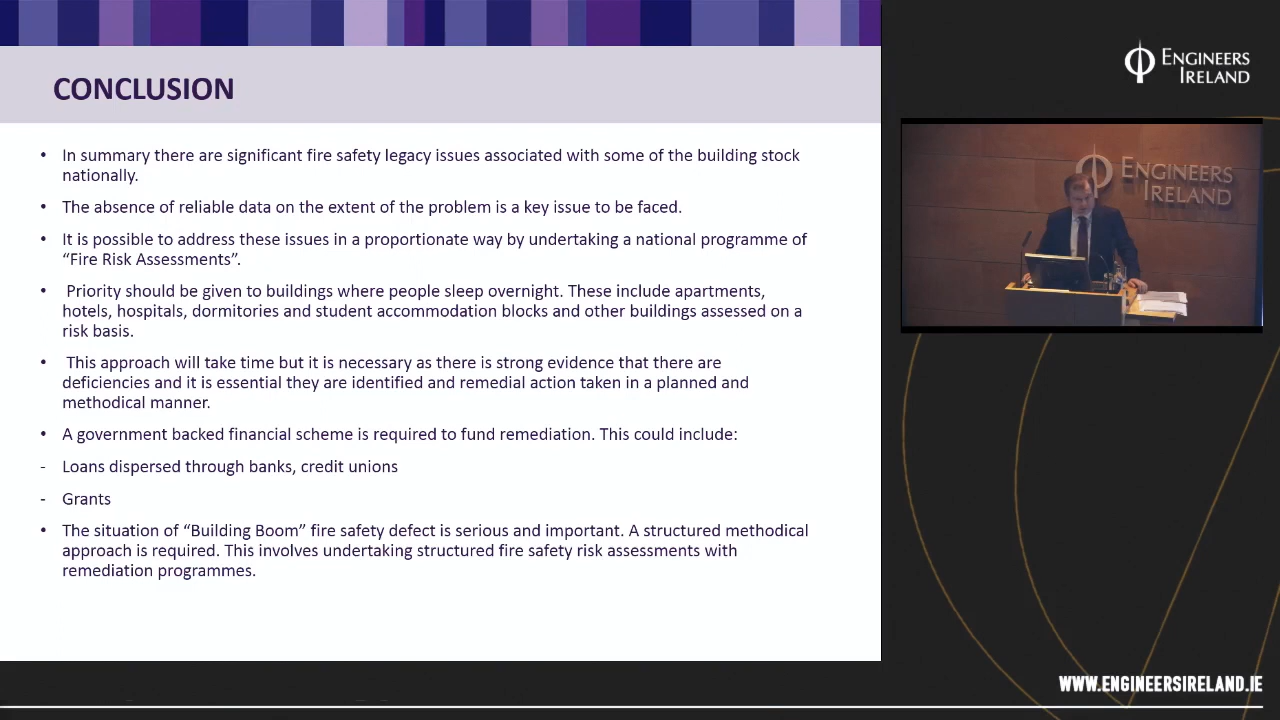 CONCLUSION
• In summary there are significant fire safety legacy issues associated with some of the building stock
nationally.
• The absence of reliable data on the extent of the problem is a key issue to be faced.
• It is possible to address these issues in a proportionate way by undertaking a national programme of
“Fire Risk Assessments”.
• Priority should be given to buildings where people sleep overnight. These include apartments,
hotels, hospitals, dormitories and student accommodation blocks and other buildings assessed on a
risk basis.
• This approach will take time but it is necessary as there is strong evidence that there are
deficiencies and it is essential they are identified and remedial action taken in a planned and
methodical manner.
• A government backed financial scheme is required to fund remediation. This could include:
- Loans dispersed through banks, credit unions
- Grants
• The situation of “Building Boom” fire safety defect is serious and important. A structured methodical
approach is required. This involves undertaking structured fire safety risk assessments with
remediation programmes.
ENGINEERS
IRELAND
ENGINEERS
IRELAND
WWW.ENGINEERSIRELAND.IE